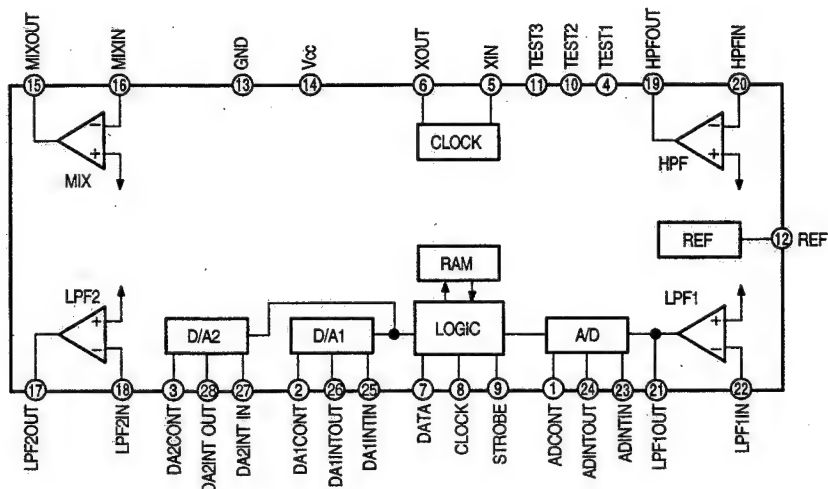 MIXOUT
MIXIN
GND
Vcc
XOUT
XIN
TEST3
TEST2
TEST1
HPFOUT
HPFIN
15
16
13
14
6
5
11
10
4
19
20
−
+
MIX
CLOCK
−
+
HPF
REF
12
REF
RAM
LPF2
+
−
D/A2
D/A1
LOGIC
A/D
LPF1
+
−
17
18
3
28
27
2
26
25
7
8
9
1
24
23
21
22
LPF2OUT
LPF2IN
DA2CONT
DA2INT OUT
DA2INT IN
DA1CONT
DA1INTOUT
DA1INTIN
DATA
CLOCK
STROBE
ADCONT
ADINTOUT
ADINTIN
LPF1OUT
LPF1IN